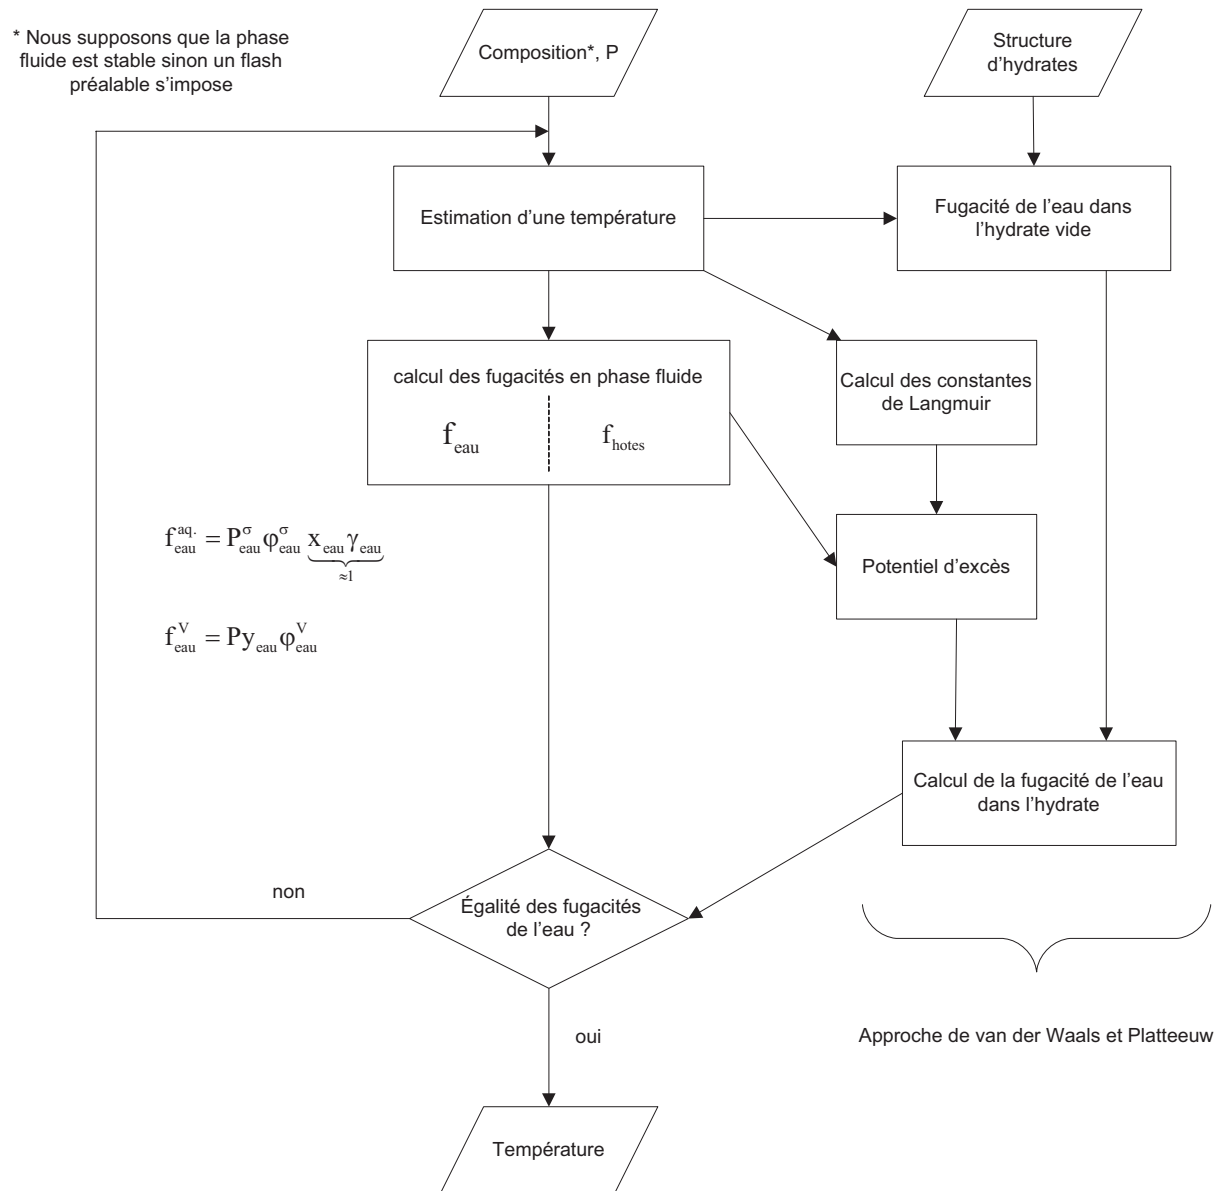 * Nous supposons que la phase
fluide est stable sinon un flash
préalable s’impose
Composition*, P
Structure
d’hydrates
Estimation d’une température
Fugacité de l’eau dans
l’hydrate vide
calcul des fugacités en phase fluide
f_eau
f_hotes
Calcul des constantes
de Langmuir
f_eau^aq. = P_eau^σ φ_eau^σ x_eau γ_eau
≈1
Potentiel d’excès
f_eau^V = Py_eau φ_eau^V
Calcul de la fugacité de l’eau
dans l’hydrate
non
Égalité des fugacités
de l’eau ?
oui
Approche de van der Waals et Platteeuw
Température